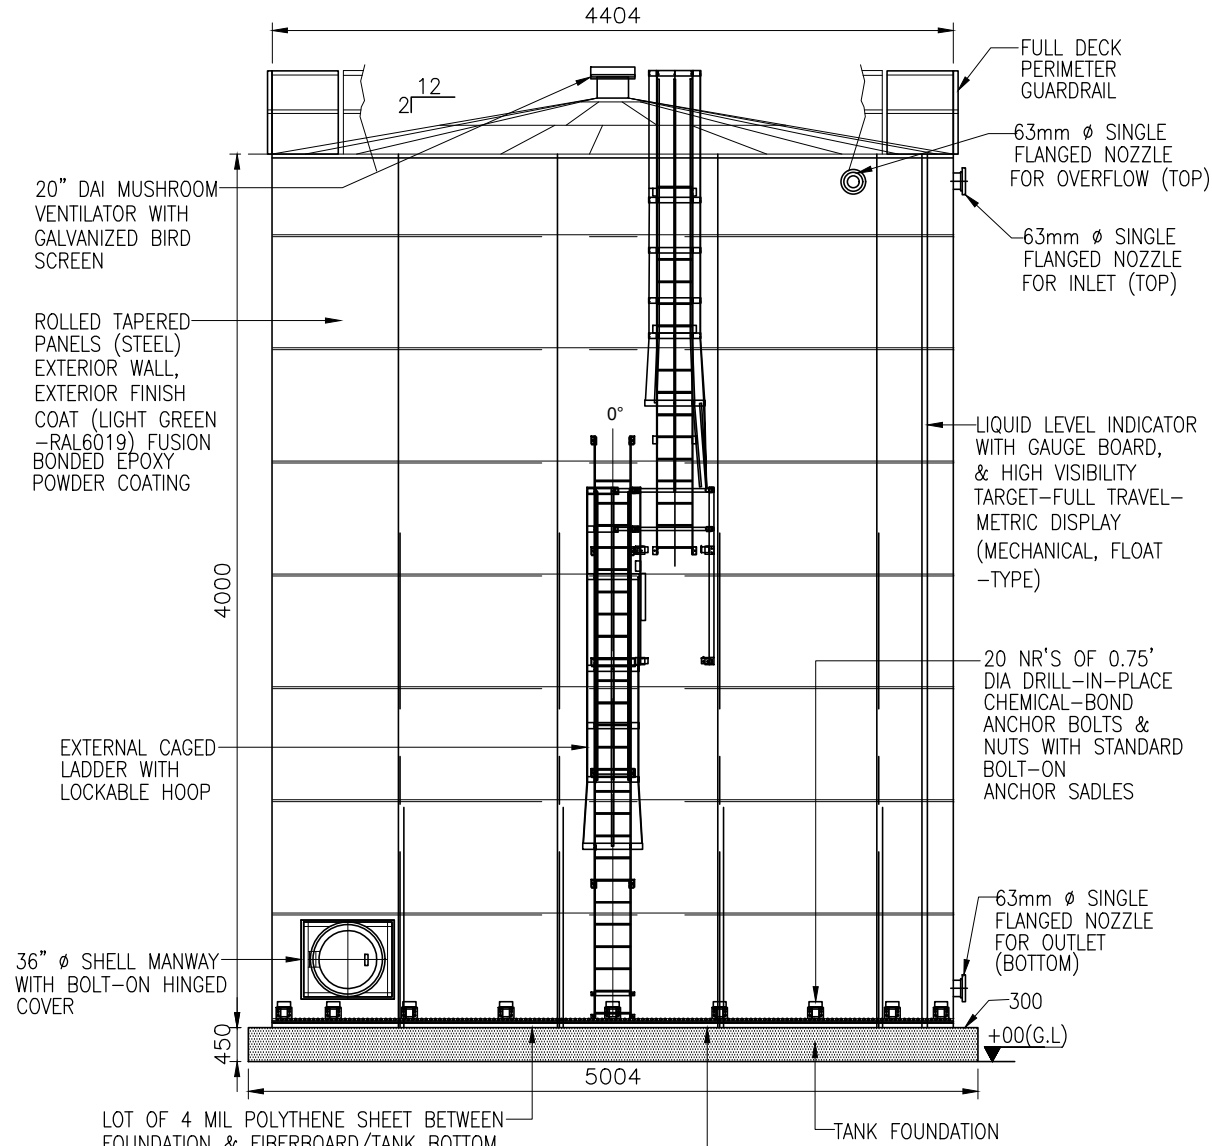 4404
FULL DECK
PERIMETER
GUARDRAIL
12
2
63mm ø SINGLE
FLANGED NOZZLE
FOR OVERFLOW (TOP)
20" DAI MUSHROOM
VENTILATOR WITH
GALVANIZED BIRD
SCREEN
63mm ø SINGLE
FLANGED NOZZLE
FOR INLET (TOP)
ROLLED TAPERED
PANELS (STEEL)
EXTERIOR WALL,
EXTERIOR FINISH
COAT (LIGHT GREEN
-RAL6019) FUSION
BONDED EPOXY
POWDER COATING
0°
LIQUID LEVEL INDICATOR
WITH GAUGE BOARD,
& HIGH VISIBILITY
TARGET-FULL TRAVEL-
METRIC DISPLAY
(MECHANICAL, FLOAT
-TYPE)
4000
20 NR'S OF 0.75'
DIA DRILL-IN-PLACE
CHEMICAL-BOND
ANCHOR BOLTS &
NUTS WITH STANDARD
BOLT-ON
ANCHOR SADLES
EXTERNAL CAGED
LADDER WITH
LOCKABLE HOOP
63mm ø SINGLE
FLANGED NOZZLE
FOR OUTLET
(BOTTOM)
36" ø SHELL MANWAY
WITH BOLT-ON HINGED
COVER
300
+00(G.L)
450
5004
LOT OF 4 MIL POLYTHENE SHEET BETWEEN
FOUNDATION & FIBERBOARD/TANK BOTTOM
TANK FOUNDATION